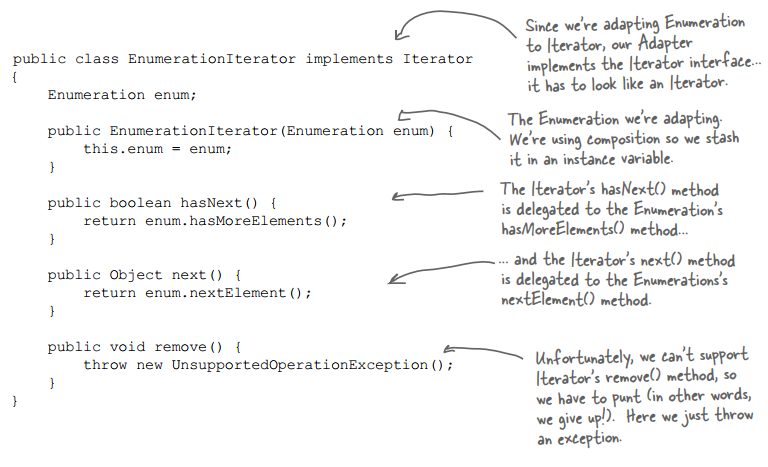 public class EnumerationIterator implements Iterator
{
Enumeration enum;
public EnumerationIterator(Enumeration enum) {
this.enum = enum;
}
public boolean hasNext() {
return enum.hasMoreElements();
}
public Object next() {
return enum.nextElement();
}
public void remove() {
throw new UnsupportedOperationException();
}
}
Since we're adapting Enumeration
to Iterator, our Adapter
implements the Iterator interface...
it has to look like an Iterator.
The Enumeration we're adapting.
We're using composition so we stash
it in an instance variable.
The Iterator's hasNext() method
is delegated to the Enumeration's
hasMoreElements() method...
... and the Iterator's next() method
is delegated to the Enumerations's
nextElement() method.
Unfortunately, we can't support
Iterator's remove() method, so
we have to punt (in other words,
we give up!). Here we just throw
an exception.